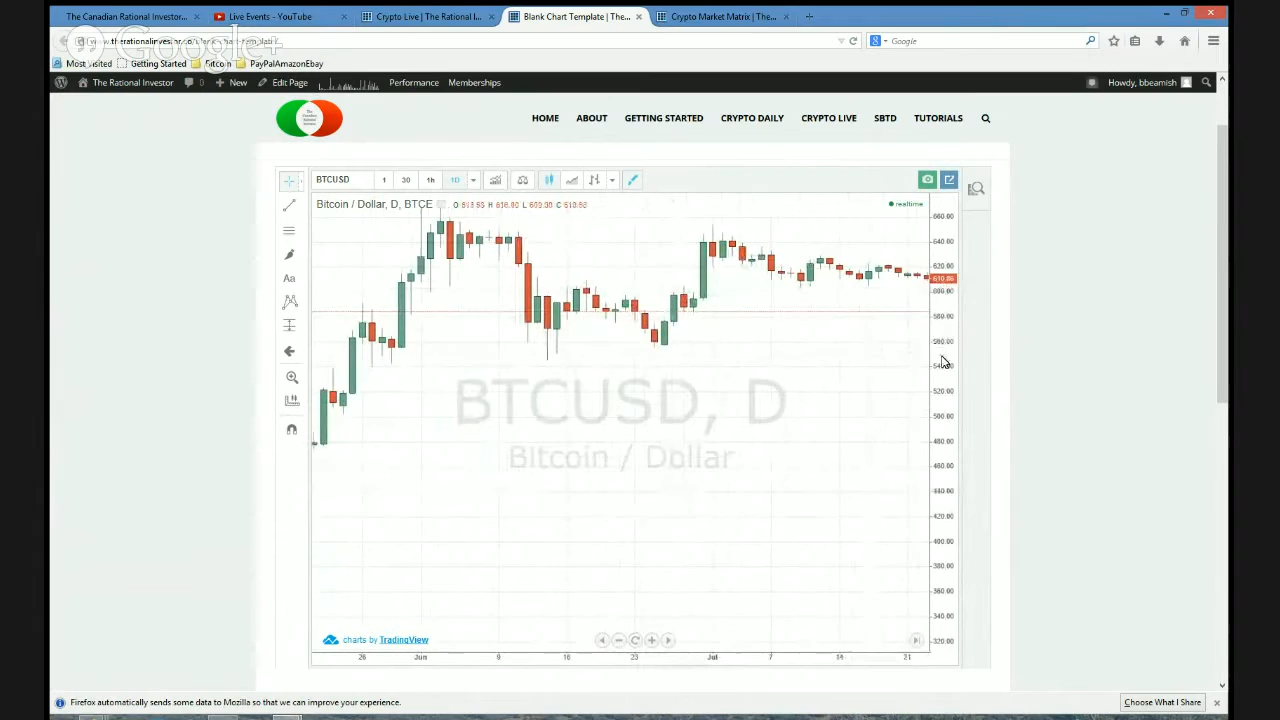 The Canadian Rational Investor... × Live Events - YouTube × Crypto Live | The Rational I... × Blank Chart Template | The... × Crypto Market Matrix | The... × +
Google+
Google
Most Visited Getting Started Bitcoin PayPalAmazonEbay
The Rational Investor 0 + New Edit Page Performance Memberships Howdy, bbeamish
HOME ABOUT GETTING STARTED CRYPTO DAILY CRYPTO LIVE SBTD TUTORIALS
BTCUSD 1 30 1h 1D
Bitcoin / Dollar, D, BTCE
realtime
660.00
640.00
620.00
610.86
600.00
580.00
560.00
500.00
480.00
460.00
440.00
420.00
400.00
380.00
360.00
340.00
320.00
Aa
BTCUSD, D
Bitcoin / Dollar
charts by TradingView
26 Jun 9 16 23 Jul 7 14 21
Firefox automatically sends some data to Mozilla so that we can improve your experience. Choose What I Share ×